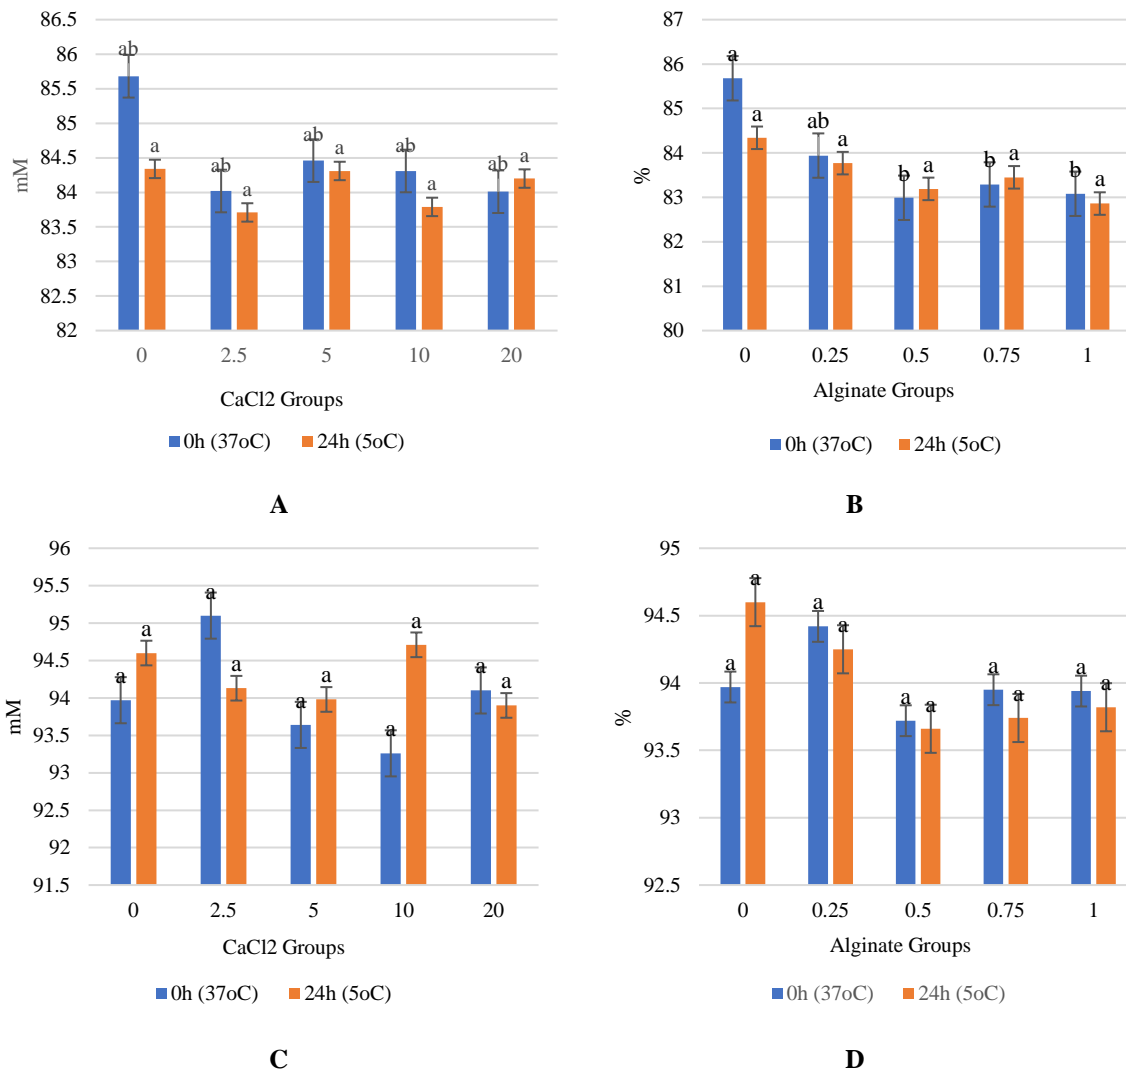 86.5
86
85.5
85
84.5
84
83.5
83
82.5
82
mM
ab
a
ab
a
ab
a
ab
a
ab
a
0 2.5 5 10 20
CaCl2 Groups
0h (37oC) 24h (5oC)
A
87
86
85
84
83
82
81
80
%
a
a
ab
a
b
a
b
a
b
a
0 0.25 0.5 0.75 1
Alginate Groups
0h (37oC) 24h (5oC)
B
96
95.5
95
94.5
94
93.5
93
92.5
92
91.5
mM
a
a
a
a
a
a
a
a
a
a
0 2.5 5 10 20
CaCl2 Groups
0h (37oC) 24h (5oC)
C
95
94.5
94
93.5
93
92.5
%
a
a
a
a
a
a
a
a
a
a
0 0.25 0.5 0.75 1
Alginate Groups
0h (37oC) 24h (5oC)
D